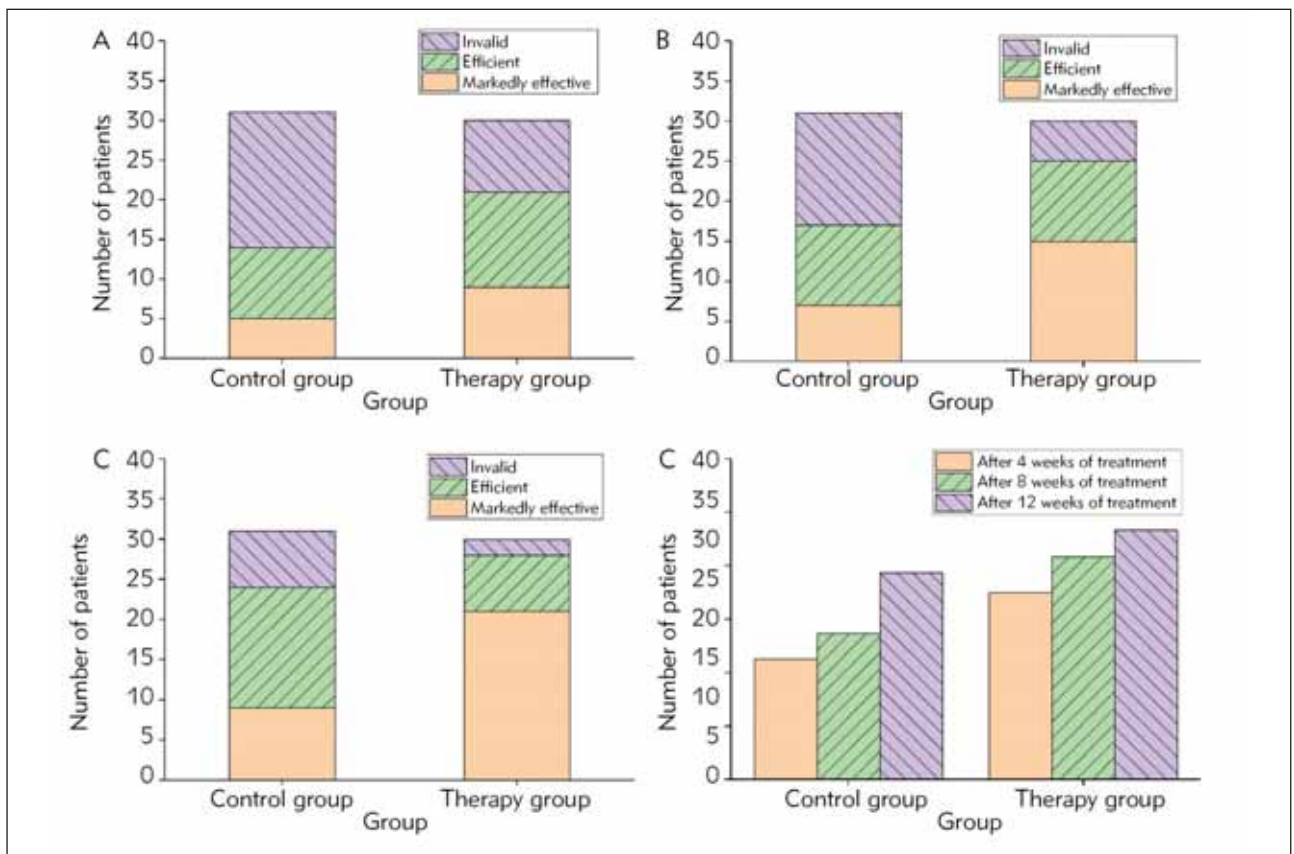 A
Number of patients
40
35
30
25
20
15
10
5
0
Invalid
Efficient
Markedly effective
Control group
Therapy group
Group
B
Number of patients
40
35
30
25
20
15
10
5
0
Invalid
Efficient
Markedly effective
Control group
Therapy group
Group
C
Number of patients
40
35
30
25
20
15
10
5
0
Invalid
Efficient
Markedly effective
Control group
Therapy group
Group
C
Number of patients
40
35
30
25
20
15
10
5
0
After 4 weeks of treatment
After 8 weeks of treatment
After 12 weeks of treatment
Control group
Therapy group
Group